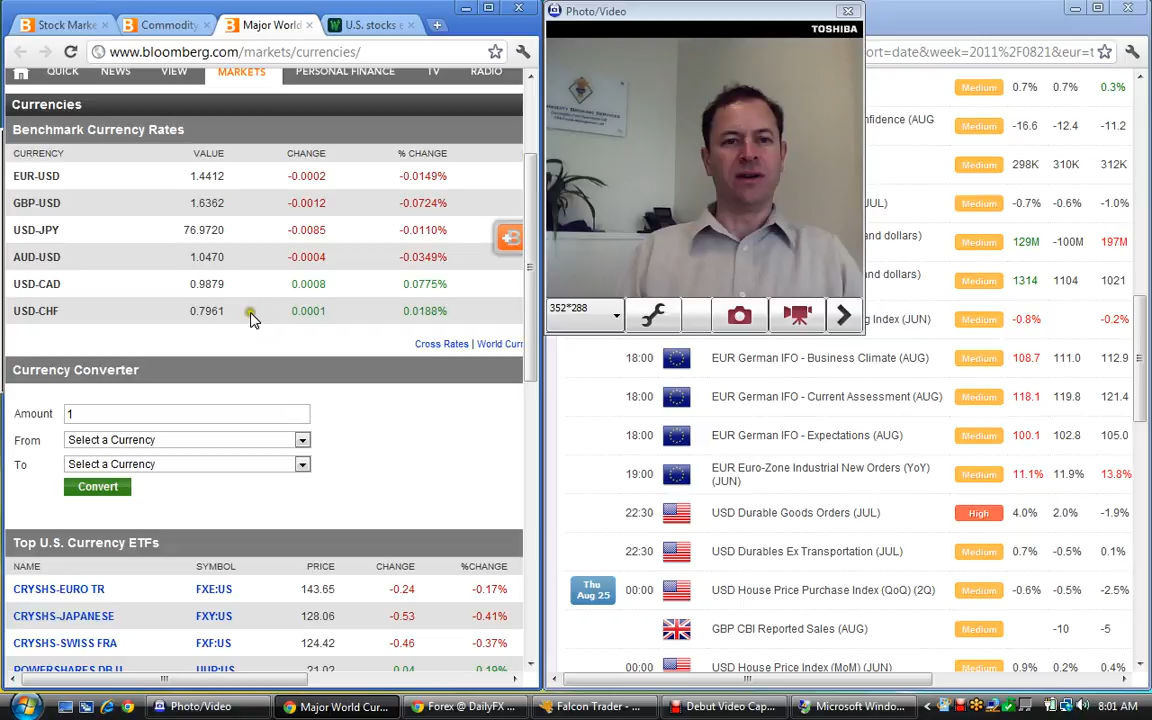 Stock Marke
Commodity
Major World
U.S. stocks e
www.bloomberg.com/markets/currencies/
QUICK NEWS VIEW MARKETS PERSONAL FINANCE TV RADIO
Currencies
Benchmark Currency Rates
CURRENCY VALUE CHANGE % CHANGE
EUR-USD 1.4412 -0.0002 -0.0149%
GBP-USD 1.6362 -0.0012 -0.0724%
USD-JPY 76.9720 -0.0085 -0.0110%
AUD-USD 1.0470 -0.0004 -0.0349%
USD-CAD 0.9879 0.0008 0.0775%
USD-CHF 0.7961 0.0001 0.0188%
Cross Rates | World Curr
Currency Converter
Amount 1
From Select a Currency
To Select a Currency
Convert
Top U.S. Currency ETFs
NAME SYMBOL PRICE CHANGE %CHANGE
CRYSHS-EURO TR FXE:US 143.65 -0.24 -0.17%
CRYSHS-JAPANESE FXY:US 128.06 -0.53 -0.41%
CRYSHS-SWISS FRA FXF:US 124.42 -0.46 -0.37%
POWERSHARES DB U UUP:US 21.02 0.04 0.19%
Photo/Video
TOSHIBA
352*288
ort=date&week=2011%2F0821&eur=t
Medium 0.7% 0.7% 0.3%
nfidence (AUG Medium -16.6 -12.4 -11.2
Medium 298K 310K 312K
JUL) Medium -0.7% -0.6% -1.0%
and dollars) Medium 129M -100M 197M
and dollars) Medium 1314 1104 1021
g Index (JUN) Medium -0.8% -0.2%
18:00 EUR German IFO - Business Climate (AUG) Medium 108.7 111.0 112.9
18:00 EUR German IFO - Current Assessment (AUG) Medium 118.1 119.8 121.4
18:00 EUR German IFO - Expectations (AUG) Medium 100.1 102.8 105.0
19:00 EUR Euro-Zone Industrial New Orders (YoY) Medium 11.1% 11.9% 13.8%
(JUN)
22:30 USD Durable Goods Orders (JUL) High 4.0% 2.0% -1.9%
22:30 USD Durables Ex Transportation (JUL) Medium 0.7% -0.5% 0.1%
Thu
Aug 25
00:00 USD House Price Purchase Index (QoQ) (2Q) Medium -0.6% -0.5% -2.5%
GBP CBI Reported Sales (AUG) Medium -10 -5
00:00 USD House Price Index (MoM) (JUN) Medium 0.9% 0.2% 0.4%
Photo/Video
Major World Cur...
Forex @ DailyFX ...
Falcon Trader - ...
Debut Video Cap...
Microsoft Windo...
8:01 AM